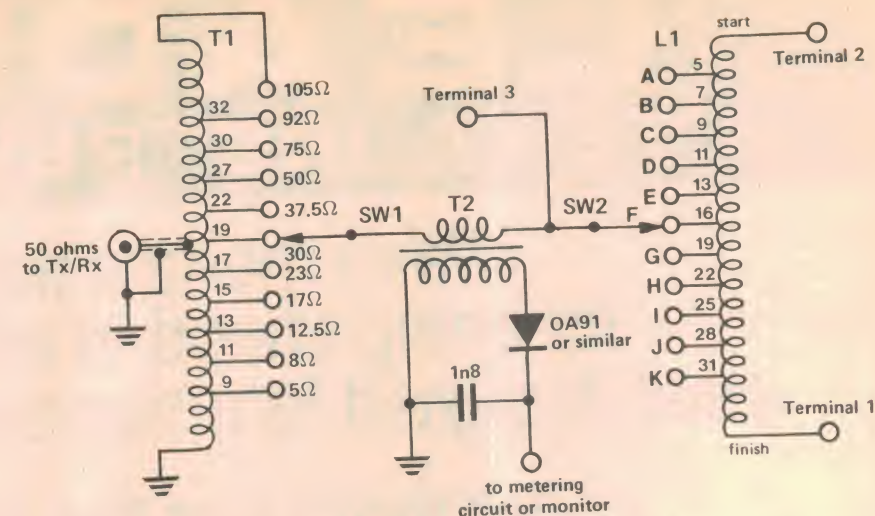 T1
105Ω
32
92Ω
30
75Ω
27
50Ω
22
37.5Ω
19
30Ω
17
23Ω
15
17Ω
13
12.5Ω
11
8Ω
9
5Ω
50 ohms
to Tx/Rx
SW1
Terminal 3
T2
SW2
F
OA91
or similar
1n8
to metering
circuit or monitor
L1
start
Terminal 2
A
5
B
7
C
9
D
11
E
13
16
G
19
H
22
I
25
J
28
K
31
Terminal 1
finish